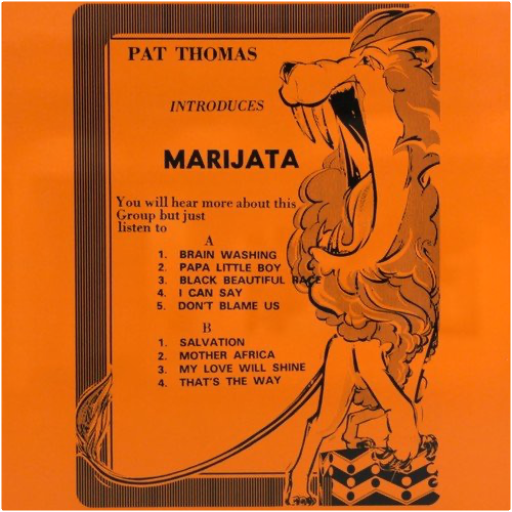 PAT THOMAS
INTRODUCES
MARIJATA
You will hear more about this
Group but just
listen to
A
1. BRAIN WASHING
2. PAPA LITTLE BOY
3. BLACK BEAUTIFUL RACE
4. I CAN SAY
5. DON'T BLAME US
B
1. SALVATION
2. MOTHER AFRICA
3. MY LOVE WILL SHINE
4. THAT'S THE WAY